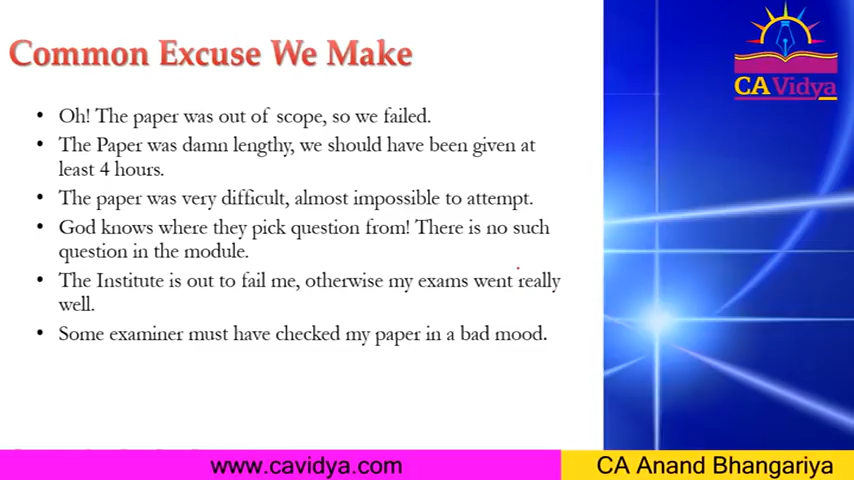 Common Excuse We Make
CA Vidya
• Oh! The paper was out of scope, so we failed.
• The Paper was damn lengthy, we should have been given at
least 4 hours.
• The paper was very difficult, almost impossible to attempt.
• God knows where they pick question from! There is no such
question in the module.
• The Institute is out to fail me, otherwise my exams went really
well.
• Some examiner must have checked my paper in a bad mood.
www.cavidya.com
CA Anand Bhangariya